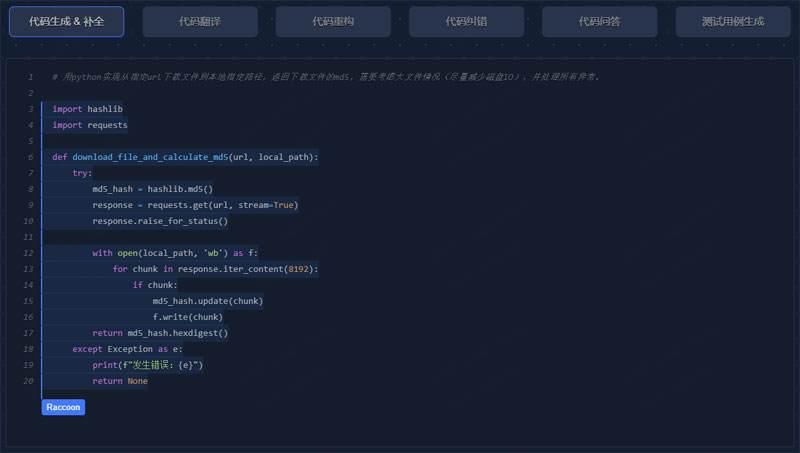 代码生成 & 补全
代码翻译
代码重构
代码纠错
代码问答
测试用例生成
1 # 用python实现从指定url下载文件到本地指定路径，返回下载文件的md5，需要考虑大文件情况（尽量减少磁盘IO），并处理所有异常。
2
3 import hashlib
4 import requests
5
6 def download_file_and_calculate_md5(url, local_path):
7 try:
8 md5_hash = hashlib.md5()
9 response = requests.get(url, stream=True)
10 response.raise_for_status()
11
12 with open(local_path, 'wb') as f:
13 for chunk in response.iter_content(8192):
14 if chunk:
15 md5_hash.update(chunk)
16 f.write(chunk)
17 return md5_hash.hexdigest()
18 except Exception as e:
19 print(f"发生错误: {e}")
20 return None
Raccoon